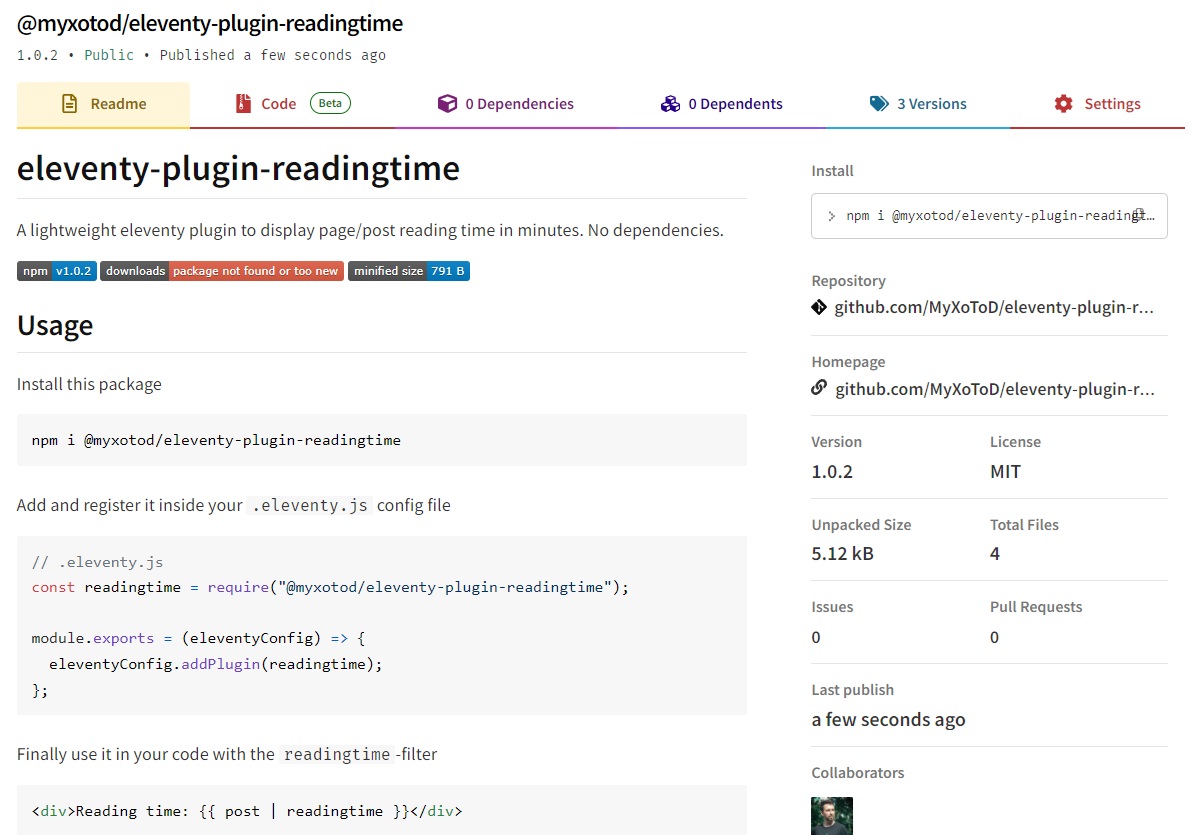 @myxotod/eleventy-plugin-readingtime
1.0.2 • Public • Published a few seconds ago
Readme
Code Beta
0 Dependencies
0 Dependents
3 Versions
Settings
eleventy-plugin-readingtime
A lightweight eleventy plugin to display page/post reading time in minutes. No dependencies.
npm v1.0.2 downloads package not found or too new minified size 791 B
Usage
Install this package
npm i @myxotod/eleventy-plugin-readingtime
Add and register it inside your .eleventy.js config file
// .eleventy.js
const readingtime = require("@myxotod/eleventy-plugin-readingtime");
module.exports = (eleventyConfig) => {
eleventyConfig.addPlugin(readingtime);
};
Finally use it in your code with the readingtime-filter
<div>Reading time: {{ post | readingtime }}</div>
Install
> npm i @myxotod/eleventy-plugin-readingt…
Repository
github.com/MyXoToD/eleventy-plugin-r…
Homepage
github.com/MyXoToD/eleventy-plugin-r…
Version License
1.0.2 MIT
Unpacked Size Total Files
5.12 kB 4
Issues Pull Requests
0 0
Last publish
a few seconds ago
Collaborators